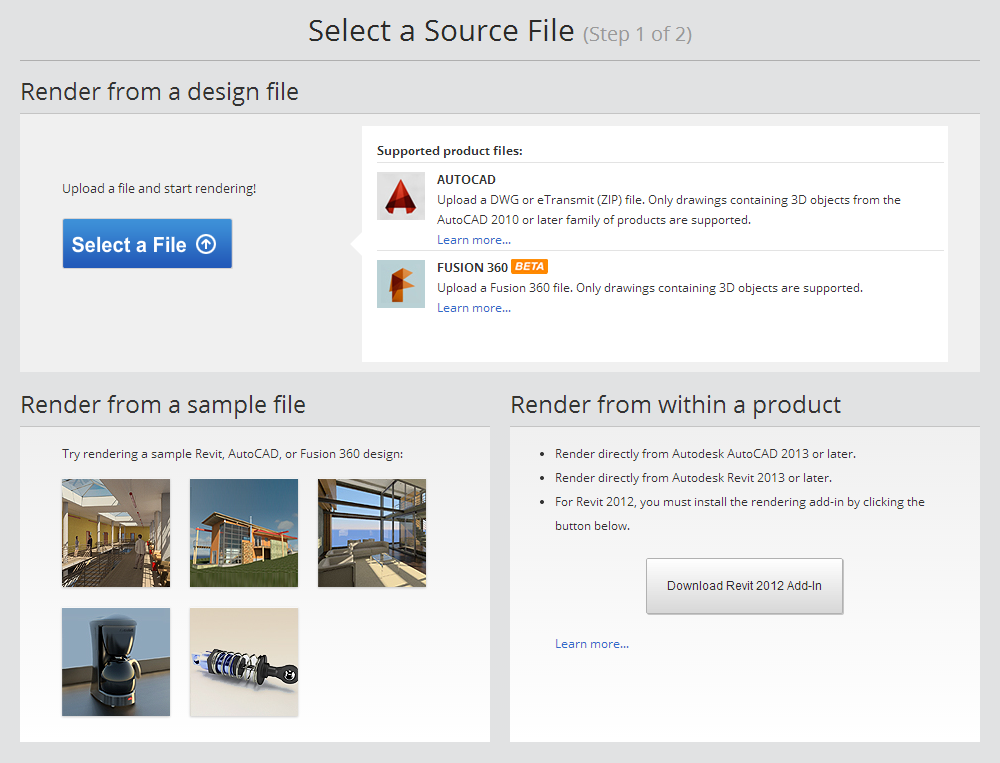 Select a Source File (Step 1 of 2)
Render from a design file
Upload a file and start rendering!
Select a File
Supported product files:
AUTOCAD
Upload a DWG or eTransmit (ZIP) file. Only drawings containing 3D objects from the
AutoCAD 2010 or later family of products are supported.
Learn more...
FUSION 360 BETA
Upload a Fusion 360 file. Only drawings containing 3D objects are supported.
Learn more...
Render from a sample file
Try rendering a sample Revit, AutoCAD, or Fusion 360 design:
Render from within a product
• Render directly from Autodesk AutoCAD 2013 or later.
• Render directly from Autodesk Revit 2013 or later.
• For Revit 2012, you must install the rendering add-in by clicking the
button below.
Download Revit 2012 Add-In
Learn more...